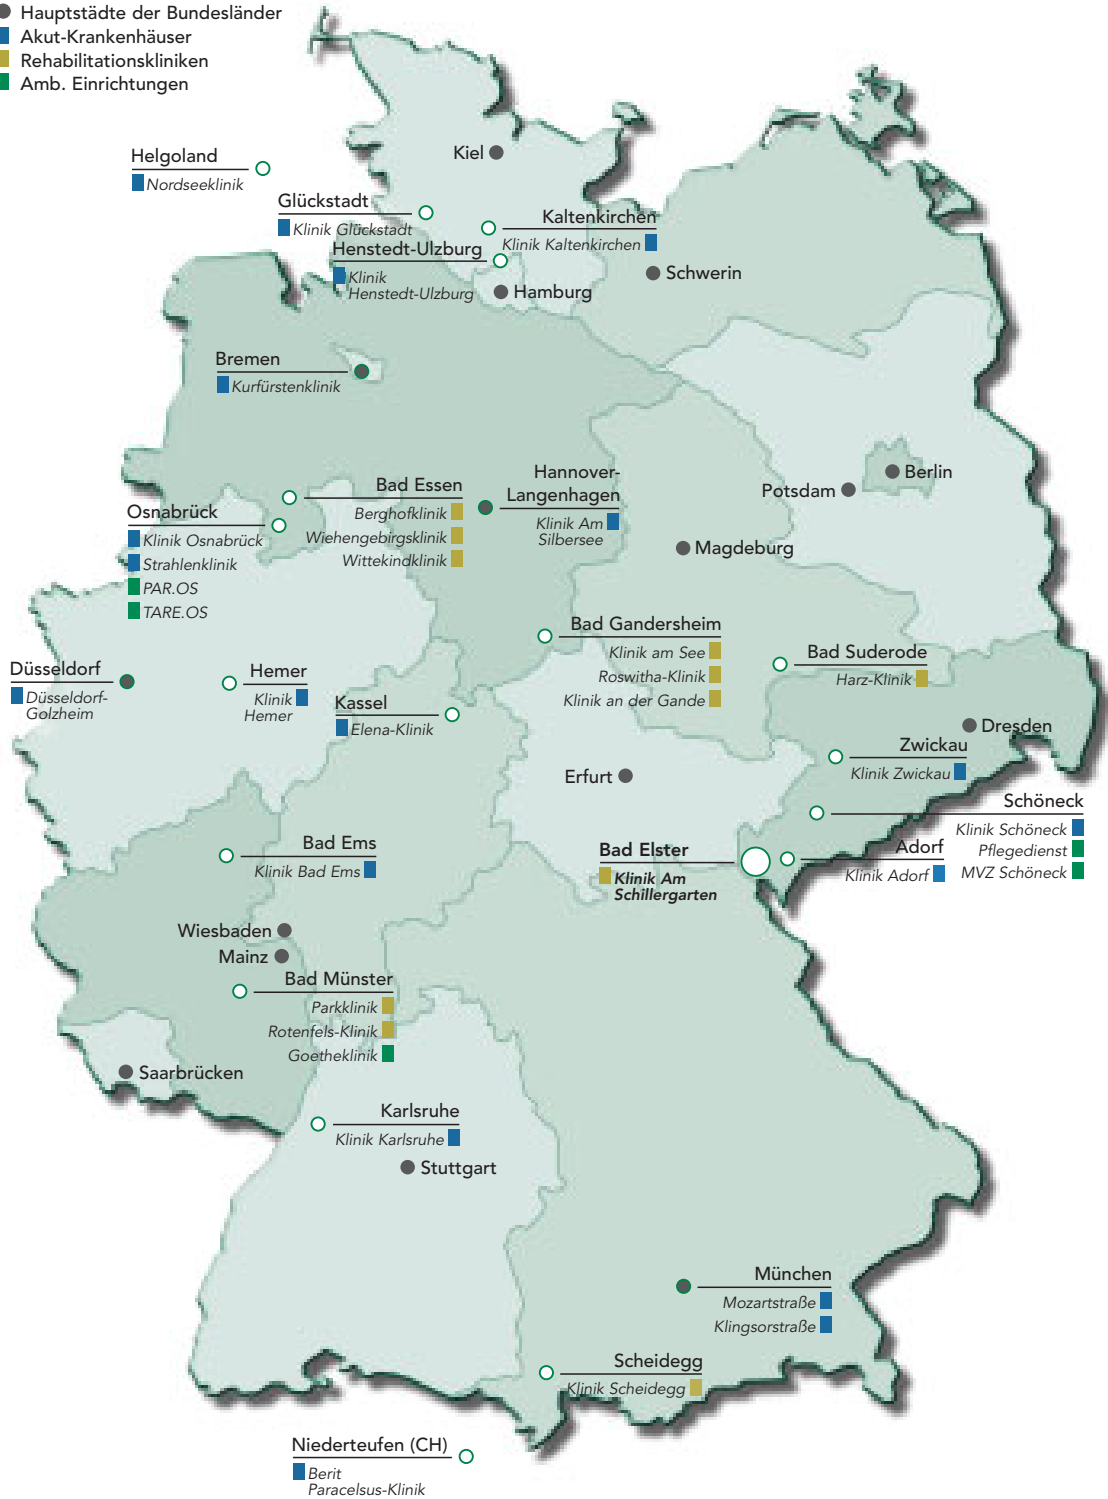 Hauptstädte der Bundesländer
Akut-Krankenhäuser
Rehabilitationskliniken
Amb. Einrichtungen
Kiel
Helgoland
Nordseeklinik
Glückstadt
Klinik Glückstadt
Kaltenkirchen
Klinik Kaltenkirchen
Henstedt-Ulzburg
Klinik
Henstedt-Ulzburg
Schwerin
Hamburg
Bremen
Kurfürstenklinik
Hannover-
Langenhagen
Klinik Am
Silbersee
Bad Essen
Berghofklinik
Wiehengebirgsklinik
Wittekindklinik
Berlin
Potsdam
Osnabrück
Klinik Osnabrück
Strahlenklinik
PAR.OS
TARE.OS
Magdeburg
Bad Gandersheim
Klinik am See
Roswitha-Klinik
Klinik an der Gande
Bad Suderode
Harz-Klinik
Düsseldorf
Düsseldorf-
Golzheim
Hemer
Klinik
Hemer
Kassel
Elena-Klinik
Dresden
Zwickau
Klinik Zwickau
Erfurt
Schöneck
Klinik Schöneck
Pflegedienst
MVZ Schöneck
Bad Ems
Klinik Bad Ems
Bad Elster
Klinik Am
Schillergarten
Adorf
Klinik Adorf
Wiesbaden
Mainz
Bad Münster
Parkklinik
Rotenfels-Klinik
Goetheklinik
Saarbrücken
Karlsruhe
Klinik Karlsruhe
Stuttgart
München
Mozartstraße
Klingsorstraße
Scheidegg
Klinik Scheidegg
Niederteufen (CH)
Berit
Paracelsus-Klinik